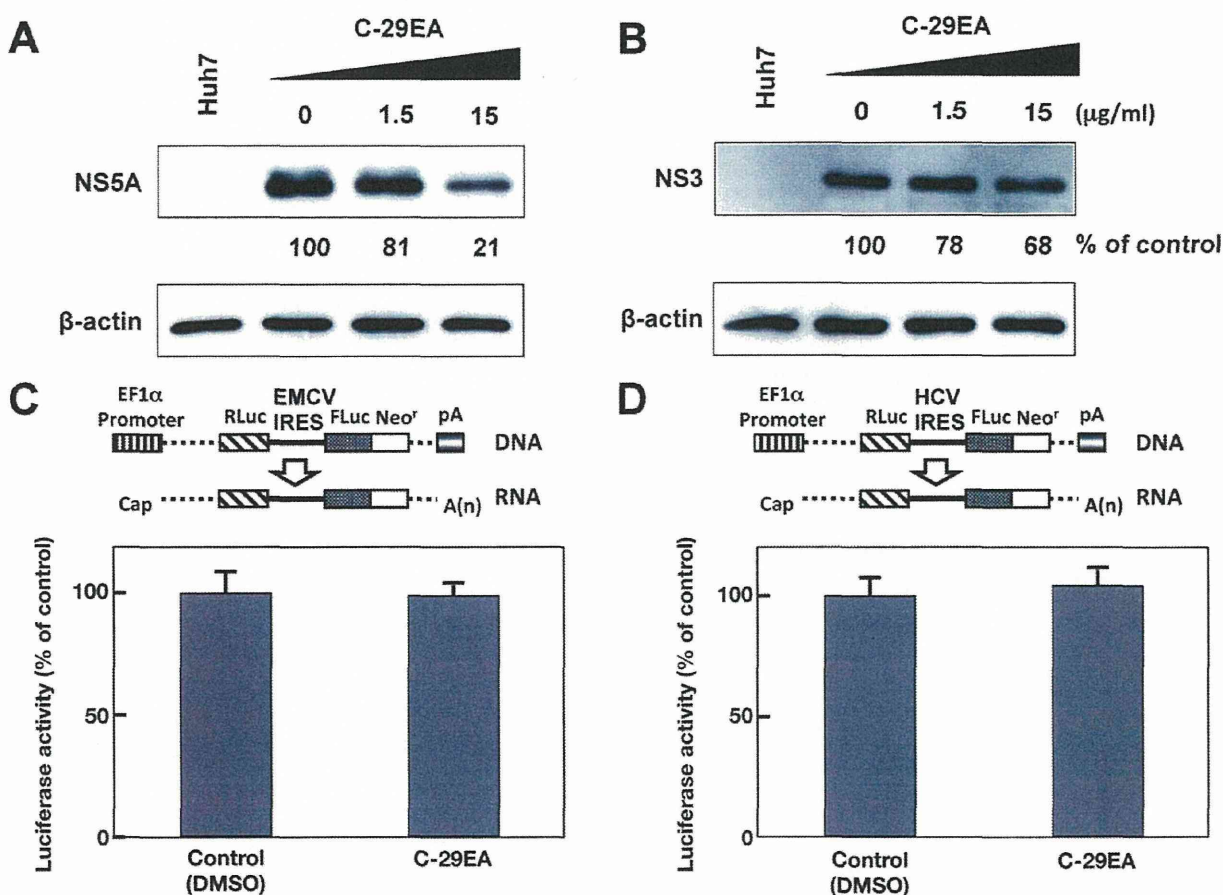 A
C-29EA
Huh7
0 1.5 15
NS5A
100 81 21
β-actin
B
C-29EA
Huh7
0 1.5 15 (μg/ml)
NS3
100 78 68 % of control
β-actin
C
EF1α
Promoter
RLuc
EMCV
IRES
FLuc Neoʳ
pA
DNA
Cap
A(n)
RNA
Luciferase activity (% of control)
100
50
0
Control
(DMSO)
C-29EA
D
EF1α
Promoter
RLuc
HCV
IRES
FLuc Neoʳ
pA
DNA
Cap
A(n)
RNA
Luciferase activity (% of control)
100
50
0
Control
(DMSO)
C-29EA